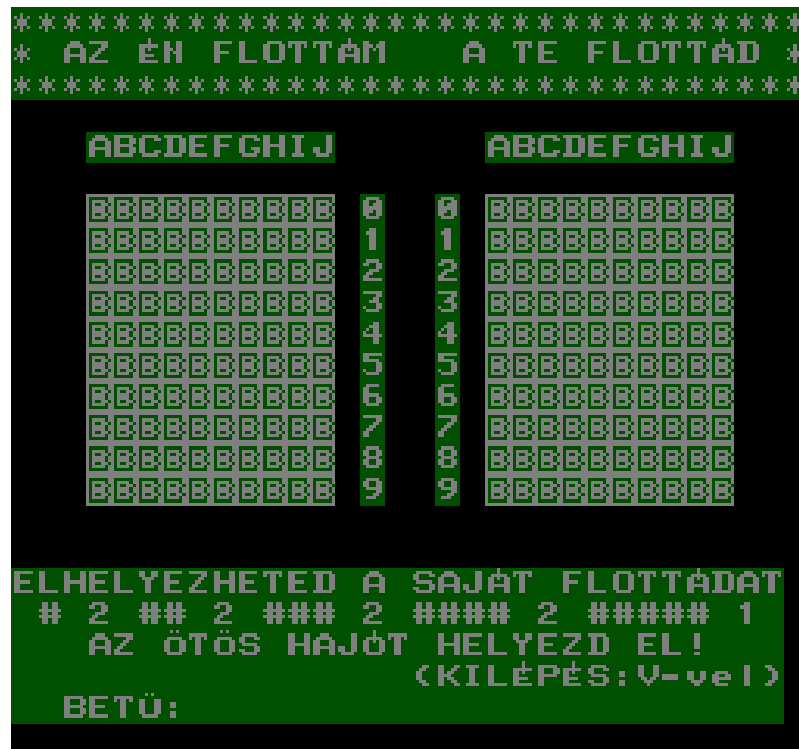 ********************************
* AZ ÉN FLOTTÁM   A TE FLOTTÁD *
********************************
ABCDEFGHIJ ABCDEFGHIJ
BBBBBBBBBB 0 0 BBBBBBBBBB
BBBBBBBBBB 1 1 BBBBBBBBBB
BBBBBBBBBB 2 2 BBBBBBBBBB
BBBBBBBBBB 3 3 BBBBBBBBBB
BBBBBBBBBB 4 4 BBBBBBBBBB
BBBBBBBBBB 5 5 BBBBBBBBBB
BBBBBBBBBB 6 6 BBBBBBBBBB
BBBBBBBBBB 7 7 BBBBBBBBBB
BBBBBBBBBB 8 8 BBBBBBBBBB
BBBBBBBBBB 9 9 BBBBBBBBBB
ELHELYEZHETED A SAJÁT FLOTTÁDAT
# 2 ## 2 ### 2 #### 2 ##### 1
AZ ÖTÖS HAJÓT HELYEZD EL!
(KILÉPÉS:V-vel)
BETÜ: